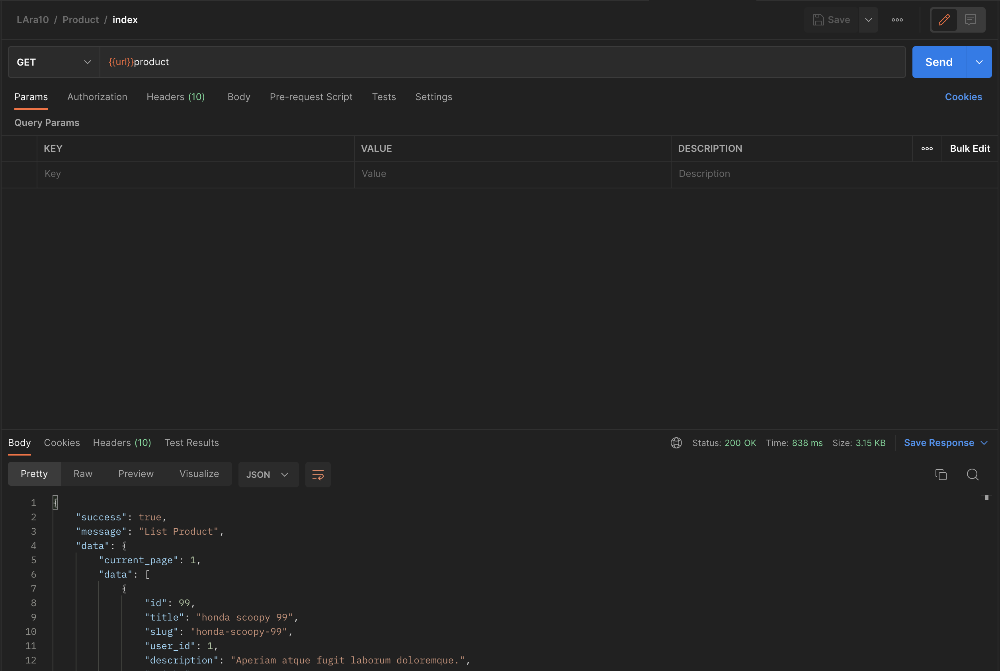 LAra10 / Product / index
Save
GET {{url}}product Send
Params Authorization Headers (10) Body Pre-request Script Tests Settings Cookies
Query Params
KEY VALUE DESCRIPTION Bulk Edit
Key Value Description
Body Cookies Headers (10) Test Results Status: 200 OK Time: 838 ms Size: 3.15 KB Save Response
Pretty Raw Preview Visualize JSON
1 {
2 "success": true,
3 "message": "List Product",
4 "data": {
5 "current_page": 1,
6 "data": [
7 {
8 "id": 99,
9 "title": "honda scoopy 99",
10 "slug": "honda-scoopy-99",
11 "user_id": 1,
12 "description": "Aperiam atque fugit laborum doloremque.",